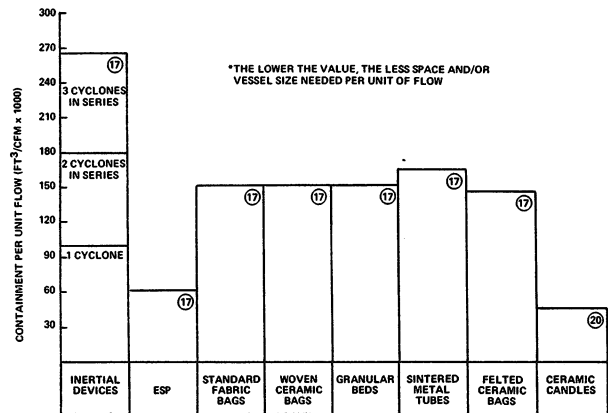 CONTAINMENT PER UNIT FLOW (FT³/CFM x 1000)
300
270
240
210
180
150
120
90
60
30
*THE LOWER THE VALUE, THE LESS SPACE AND/OR
VESSEL SIZE NEEDED PER UNIT OF FLOW
17
3 CYCLONES
IN SERIES
2 CYCLONES
IN SERIES
1 CYCLONE
17
17
17
17
17
17
20
INERTIAL
DEVICES
ESP
STANDARD
FABRIC
BAGS
WOVEN
CERAMIC
BAGS
GRANULAR
BEDS
SINTERED
METAL
TUBES
FELTED
CERAMIC
BAGS
CERAMIC
CANDLES